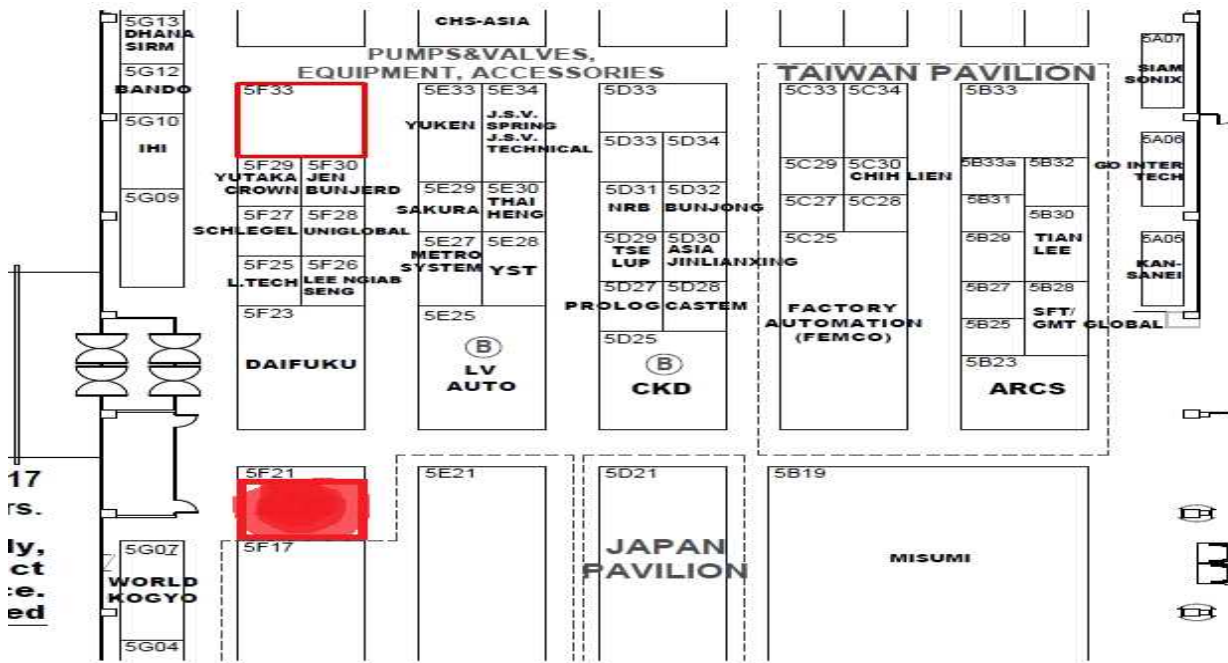 CHS-ASIA
PUMPS&VALVES,
EQUIPMENT, ACCESSORIES
TAIWAN PAVILION
5G13
DHANA
SIRM
5G12
BANDO
5G10
IHI
5G09
5F33
5F29
YUTAKA
CROWN
5F30
JEN
BUNJERD
5F27
SCHLEGEL
5F28
UNIGLOBAL
5F25
L.TECH
5F26
LEE NGIAB
SENG
5F23
DAIFUKU
5E33
YUKEN
5E34
J.S.V.
SPRING
J.S.V.
TECHNICAL
5E29
SAKURA
5E30
THAI
HENG
5E27
METRO
SYSTEM
5E28
YST
5E25
B
LV
AUTO
5D33
5D33
5D34
5D31
NRB
5D32
BUNJONG
5D29
TSE
LUP
5D30
ASIA
JINLIANXING
5D27
PROLOG
5D28
CASTEM
5D25
B
CKD
5C33
5C34
5C29
5C30
CHIH LIEN
5C27
5C28
5C25
FACTORY
AUTOMATION
(FEMCO)
5B33
5B33a
5B32
5B31
5B30
TIAN
LEE
5B29
5B27
5B28
SFT/
GMT GLOBAL
5B25
5B23
ARCS
5A07
SIAM
SONIX
5A06
GO INTER
TECH
5A05
KAN-
SANEI
17
rs.
ly,
ct
ce.
ed
5G07
WORLD
KOGYO
5G04
5F21
5F17
5E21
5D21
JAPAN
PAVILION
5B19
MISUMI